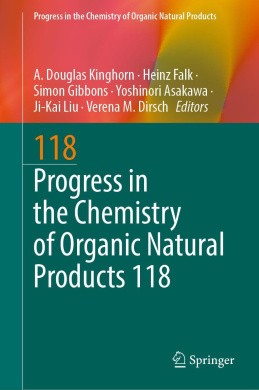 Progress in the Chemistry of Organic Natural Products
A. Douglas Kinghorn · Heinz Falk ·
Simon Gibbons · Yoshinori Asakawa ·
Ji-Kai Liu · Verena M. Dirsch Editors
118
Progress in
the Chemistry
of Organic Natural
Products 118
Springer